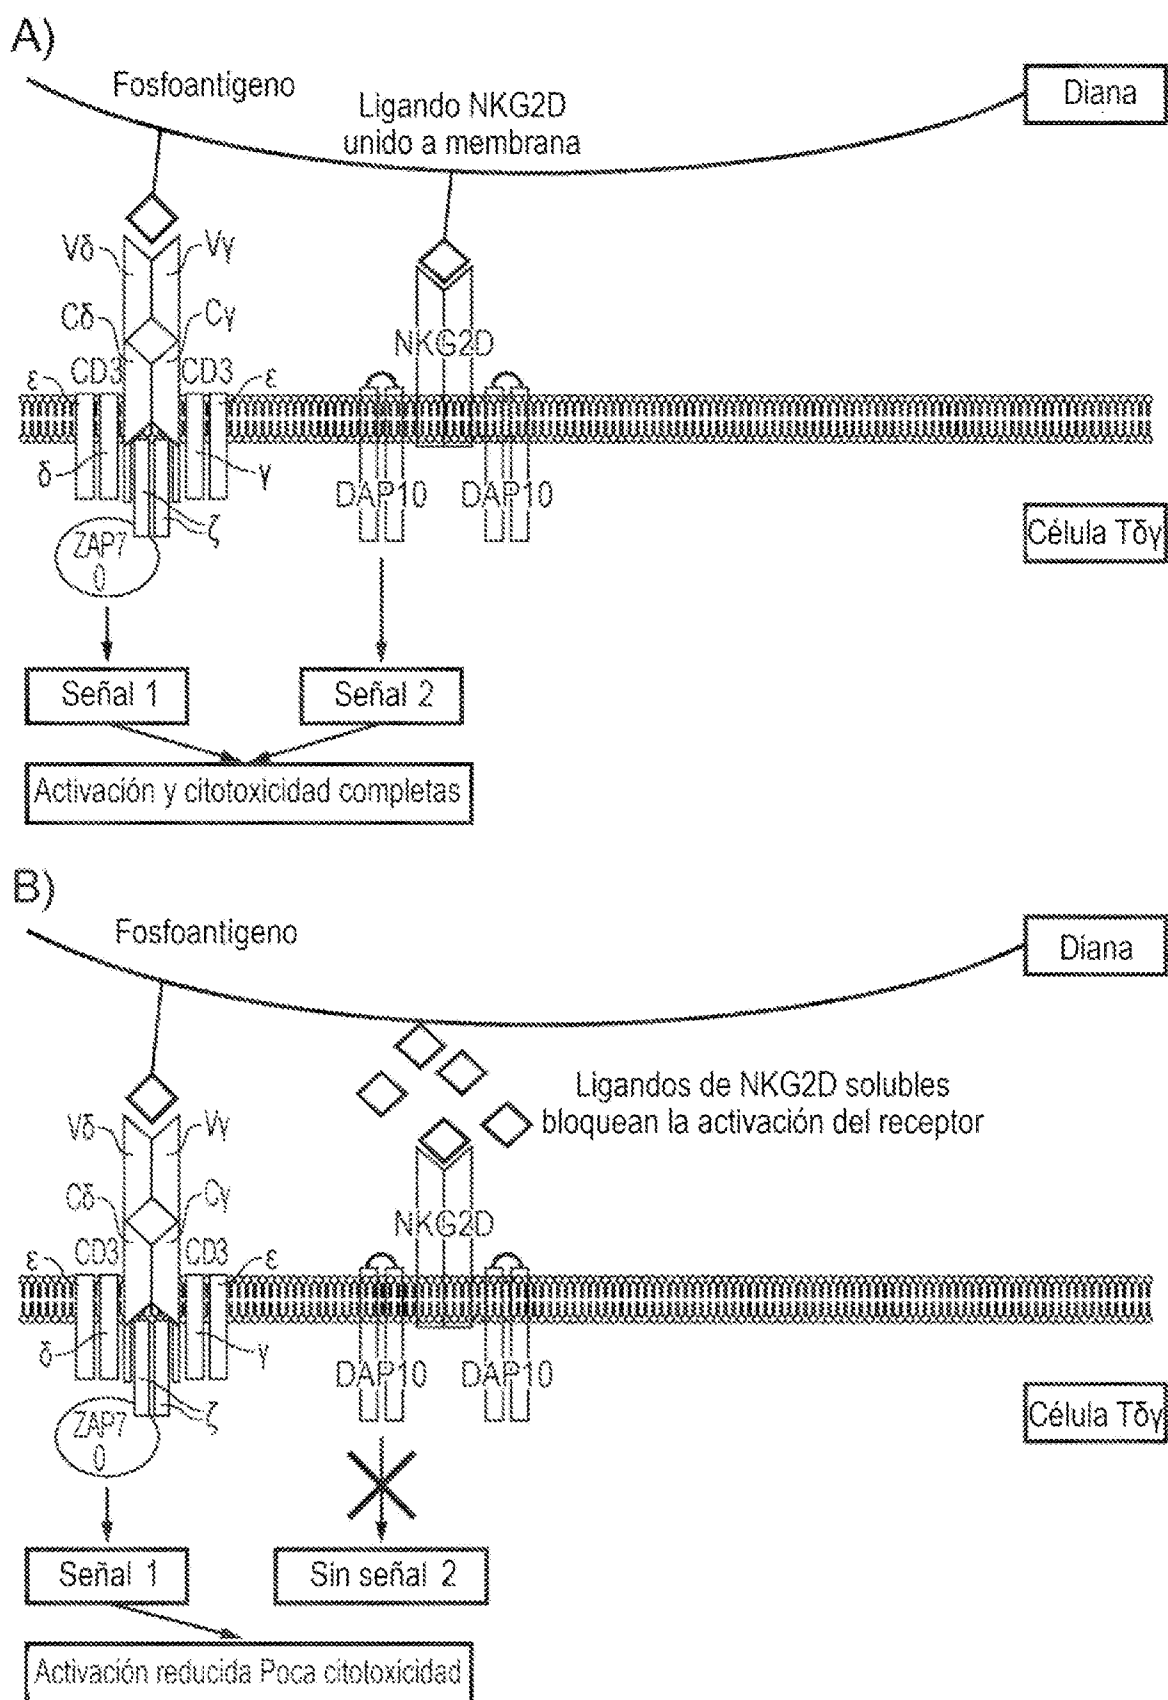 A)
Fosfoantígeno
Ligando NKG2D
unido a membrana
Diana
Vδ
Vγ
Cδ
Cγ
NKG2D
CD3
CD3
ε
ε
δ
γ
DAP10
DAP10
ζ
ZAP7
0
Célula Tδγ
Señal 1
Señal 2
Activación y citotoxicidad completas
B)
Fosfoantígeno
Diana
Ligandos de NKG2D solubles
bloquean la activación del receptor
Vδ
Vγ
Cδ
Cγ
NKG2D
CD3
CD3
ε
ε
δ
γ
DAP10
DAP10
ζ
ZAP7
0
Célula Tδγ
Señal 1
Sin señal 2
Activación reducida Poca citotoxicidad